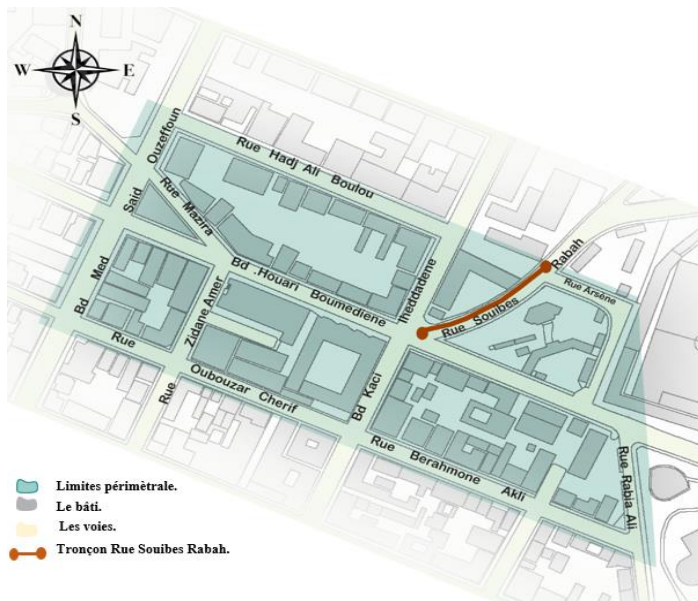 N
W E
S
Rue Hadj Ali Boulou
Bd Med Said Ouzeffoun
Rue Mazira
Bd .Houari Boumediene
Bd Kaci Iheddadene
Rue Souibes Rabah
Rue Arsène
Rue Zidane Amer
Rue Oubouzar Cherif
Rue Berahmone Akli
Rue Rabia Ali
Limites périmètrale.
Le bâti.
Les voies.
Tronçon Rue Souibes Rabah.